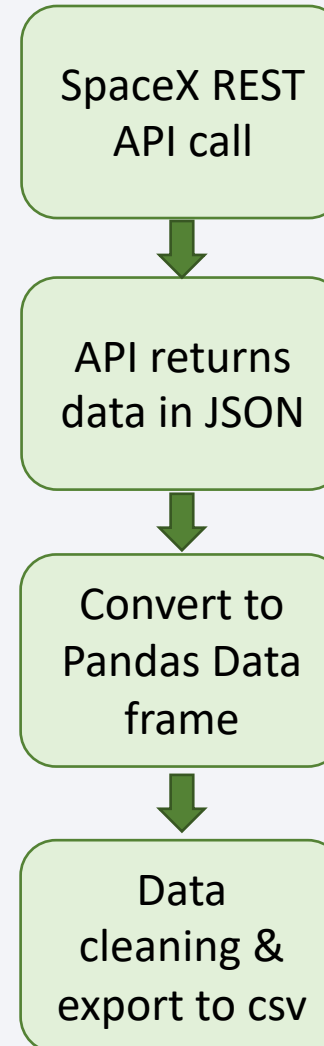 SpaceX REST
API call
API returns
data in JSON
Convert to
Pandas Data
frame
Data
cleaning &
export to csv